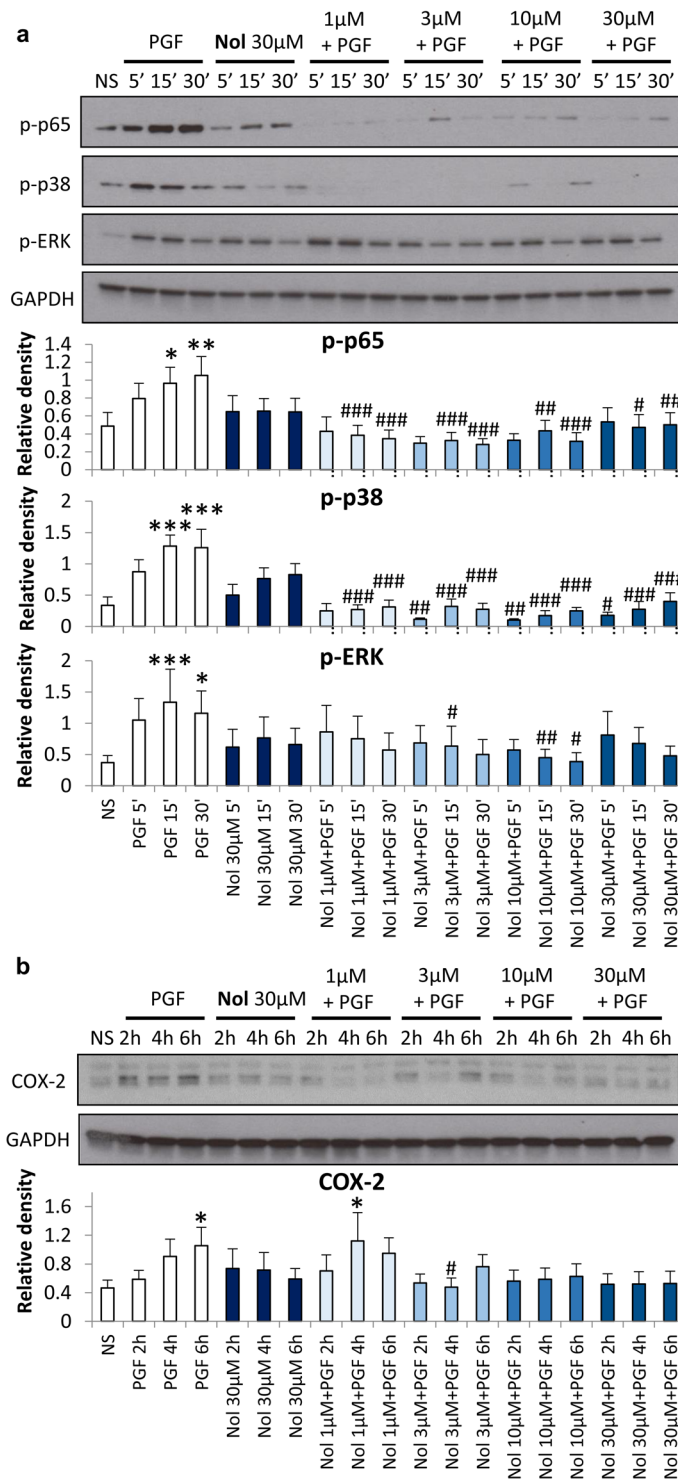 a
PGF
Nol 30µM
1µM + PGF
3µM + PGF
10µM + PGF
30µM + PGF
NS 5’ 15’ 30’ 5’ 15’ 30’ 5’ 15’ 30’ 5’ 15’ 30’ 5’ 15’ 30’ 5’ 15’ 30’
p-p65
p-p38
p-ERK
GAPDH
p-p65
Relative density
1.4
1.2
1
0.8
0.6
0.4
0.2
0
* ** ### ### ### ### ## ### # ##
p-p38
Relative density
2
1.5
1
0.5
0
*** *** ### ### ## ### ### ## ### ### # ### ###
p-ERK
Relative density
2
1.5
1
0.5
0
*** * # ## #
NS
PGF 5'
PGF 15'
PGF 30'
Nol 30µM 5'
Nol 30µM 15'
Nol 30µM 30'
Nol 1µM+PGF 5'
Nol 1µM+PGF 15'
Nol 1µM+PGF 30'
Nol 3µM+PGF 5'
Nol 3µM+PGF 15'
Nol 3µM+PGF 30'
Nol 10µM+PGF 5'
Nol 10µM+PGF 15'
Nol 10µM+PGF 30'
Nol 30µM+PGF 5'
Nol 30µM+PGF 15'
Nol 30µM+PGF 30'
b
PGF
Nol 30µM
1µM + PGF
3µM + PGF
10µM + PGF
30µM + PGF
NS 2h 4h 6h 2h 4h 6h 2h 4h 6h 2h 4h 6h 2h 4h 6h 2h 4h 6h
COX-2
GAPDH
COX-2
Relative density
1.6
1.2
0.8
0.4
0
* * #
NS
PGF 2h
PGF 4h
PGF 6h
Nol 30µM 2h
Nol 30µM 4h
Nol 30µM 6h
Nol 1µM+PGF 2h
Nol 1µM+PGF 4h
Nol 1µM+PGF 6h
Nol 3µM+PGF 2h
Nol 3µM+PGF 4h
Nol 3µM+PGF 6h
Nol 10µM+PGF 2h
Nol 10µM+PGF 4h
Nol 10µM+PGF 6h
Nol 30µM+PGF 2h
Nol 30µM+PGF 4h
Nol 30µM+PGF 6h